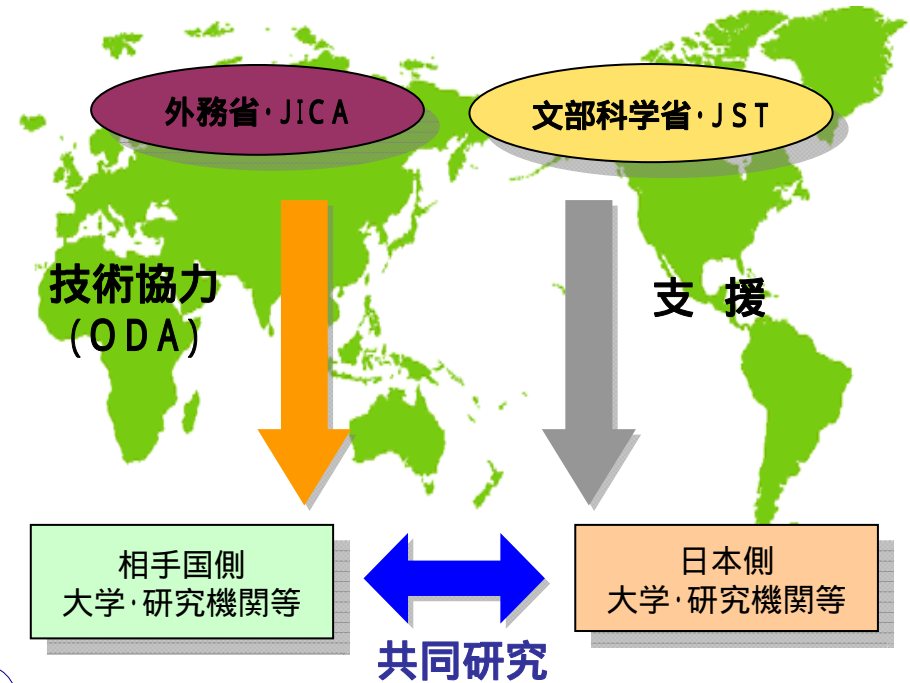 外務省・JICA
文部科学省・JST
技術協力
(ODA)
支 援
相手国側
大学・研究機関等
日本側
大学・研究機関等
共同研究